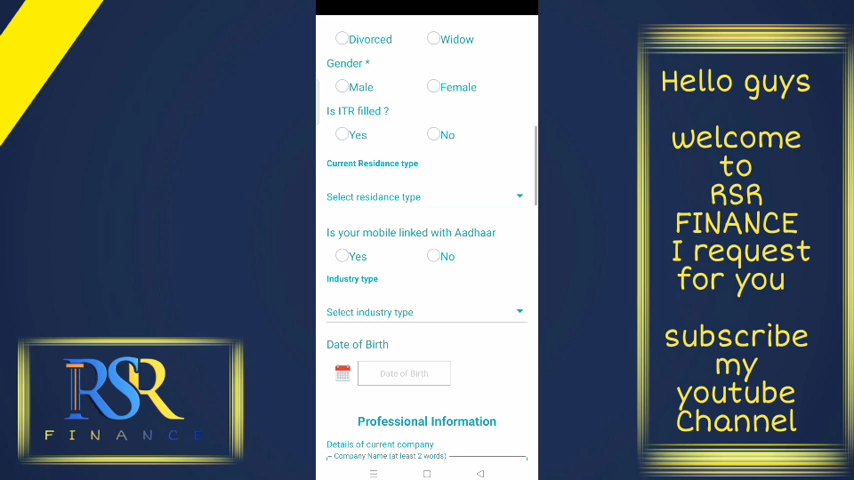 Divorced Widow
Gender *
Male Female
Is ITR filled ?
Yes No
Current Residance type
Select residance type
Is your mobile linked with Aadhaar
Yes No
Industry type
Select industry type
Date of Birth
Date of Birth
Professional Information
Details of current company
Company Name (at least 2 words)
RSR
FINANCE
Hello guys
welcome
to
RSR
FINANCE
I request
for you
subscribe
my
youtube
Channel